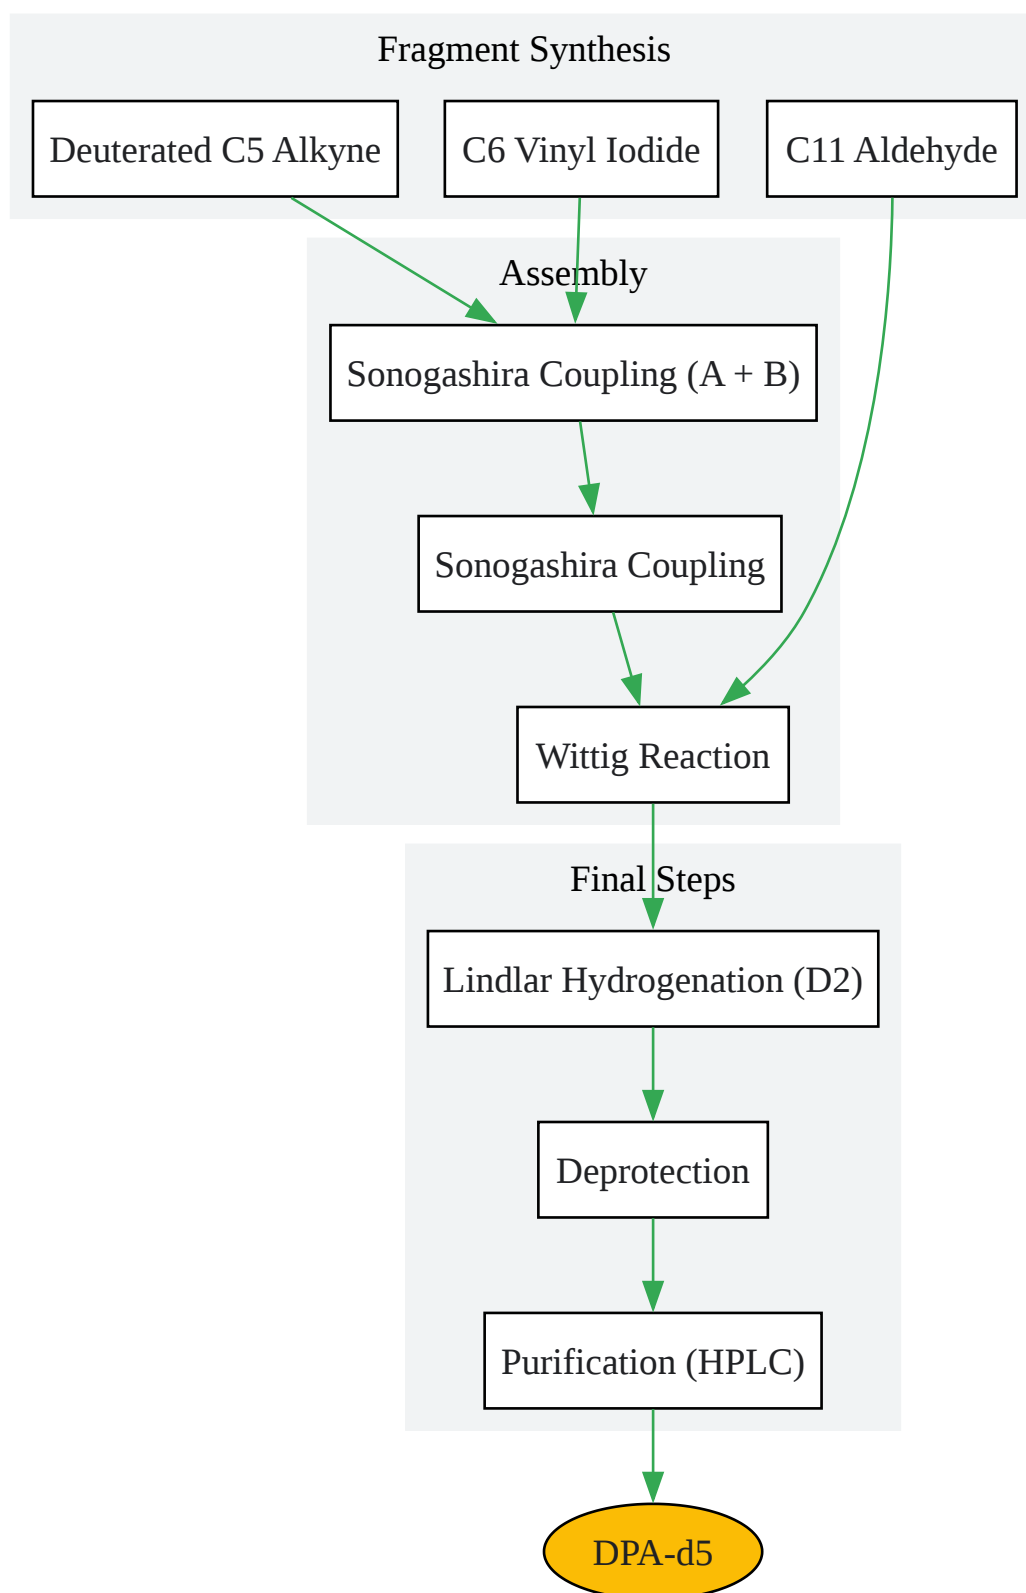 Fragment Synthesis
Deuterated C5 Alkyne
C6 Vinyl Iodide
C11 Aldehyde
Assembly
Sonogashira Coupling (A + B)
Sonogashira Coupling
Wittig Reaction
Final Steps
Lindlar Hydrogenation (D2)
Deprotection
Purification (HPLC)
DPA-d5